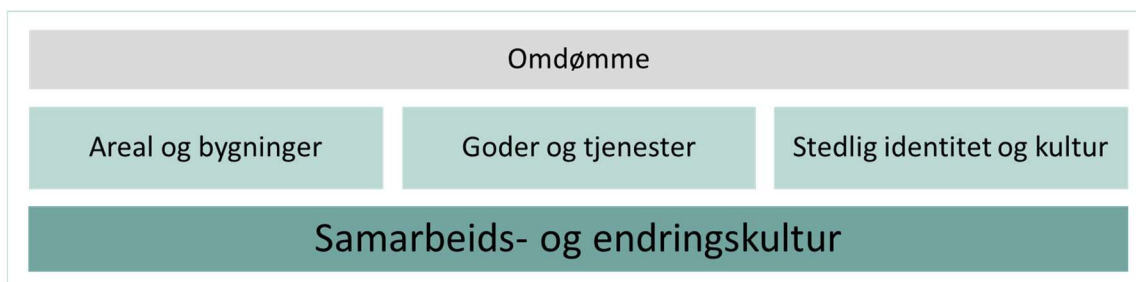 Omdømme
Areal og bygninger
Goder og tjenester
Stedlig identitet og kultur
Samarbeids- og endringskultur